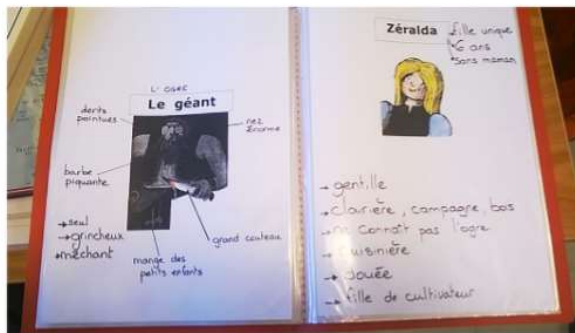 L'OGRE
Le géant
dents
pointues
nez
énorme
barbe
piquante
grand couteau
→ seul
→ grincheux
→ méchant
mange des
petits enfants
Zéralda
fille unique
6 ans
sans maman
→ gentille
→ clairière, campagne, bois
→ ne connaît pas l'ogre
→ cuisinière
→ douée
→ fille de cultivateur